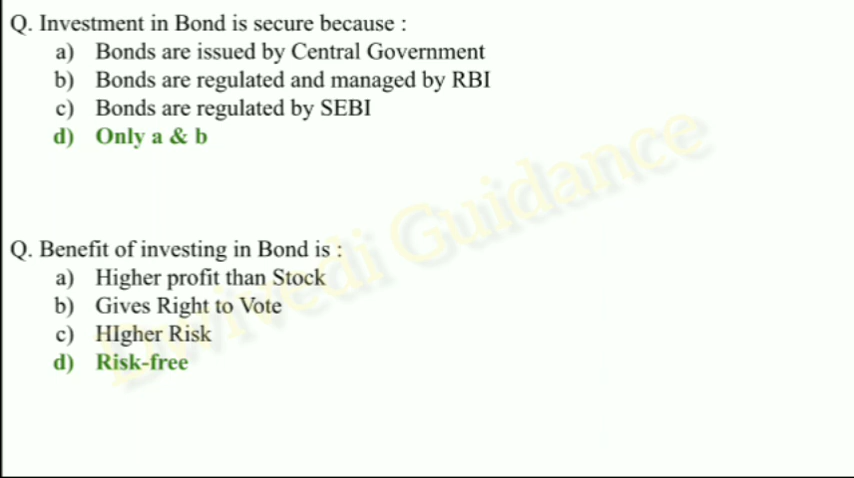 Q. Investment in Bond is secure because :
a) Bonds are issued by Central Government
b) Bonds are regulated and managed by RBI
c) Bonds are regulated by SEBI
d) Only a & b
Q. Benefit of investing in Bond is :
a) Higher profit than Stock
b) Gives Right to Vote
c) HIgher Risk
d) Risk-free
Dwivedi Guidance